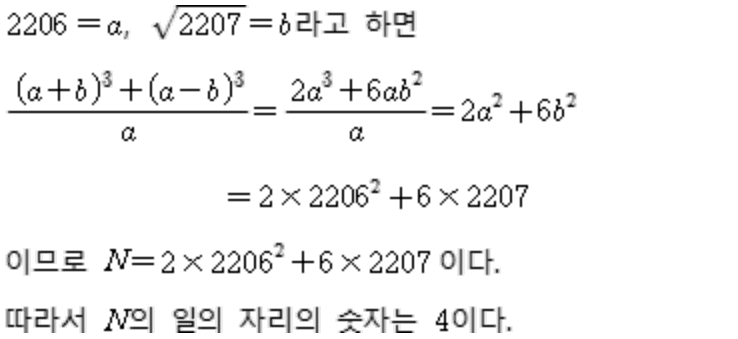 2206 = a, √2207 = b라고 하면
((a+b)³+(a−b)³)/a = (2a³+6ab²)/a = 2a²+6b²
= 2×2206²+6×2207
이므로 N=2×2206²+6×2207 이다.
따라서 N의 일의 자리의 숫자는 4이다.